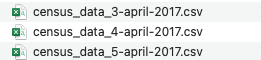 census_data_3-april-2017.csv
census_data_4-april-2017.csv
census_data_5-april-2017.csv